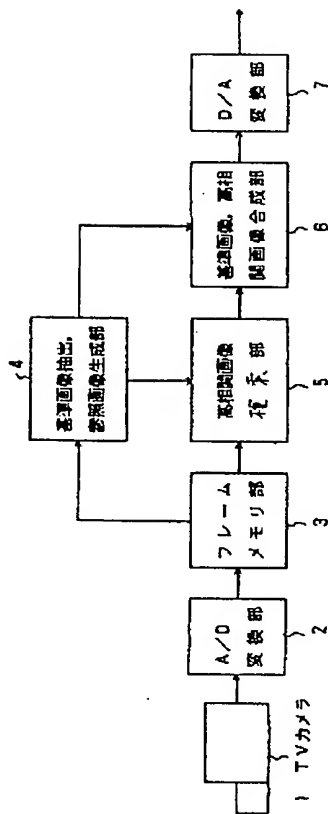 1
TVカメラ
A/D
変換部
2
フレーム
メモリ部
3
基準画像抽出,
参照画像生成部
4
高相関画像
検索部
5
基準画像,高相
関画像合成部
6
D/A
変換部
7